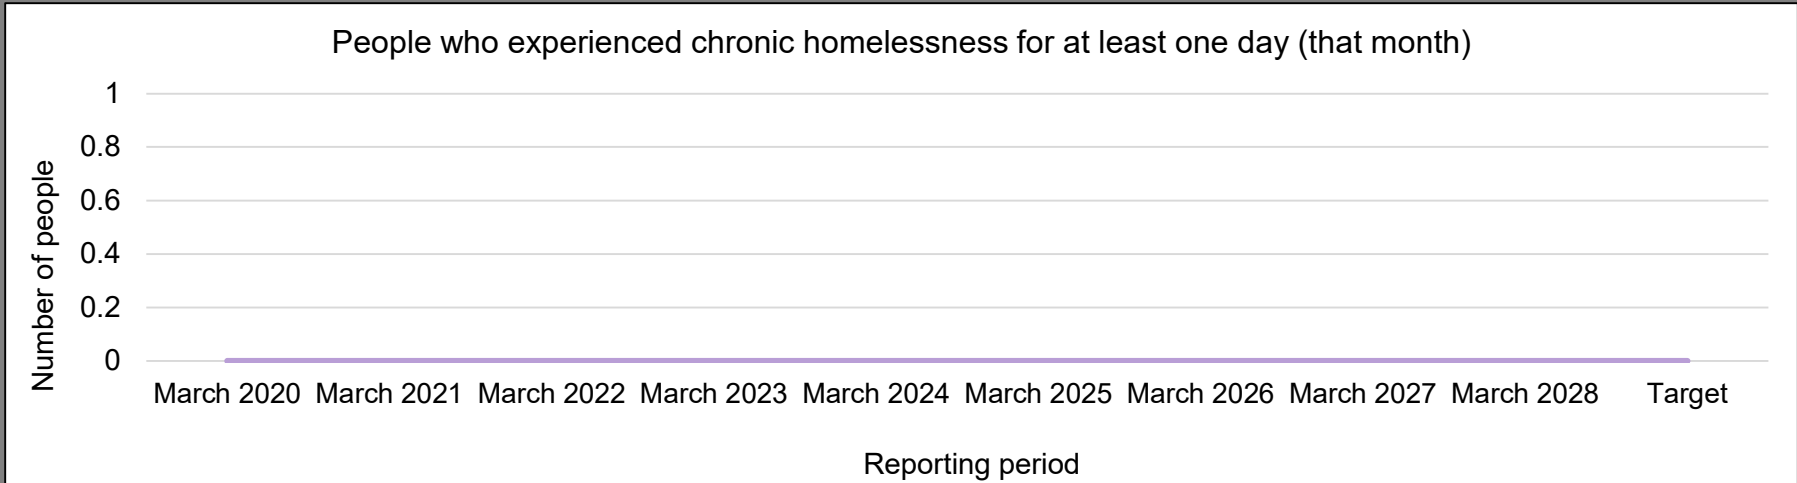 People who experienced chronic homelessness for at least one day (that month)
1
0.8
0.6
0.4
0.2
0
Number of people
March 2020 March 2021 March 2022 March 2023 March 2024 March 2025 March 2026 March 2027 March 2028 Target
Reporting period